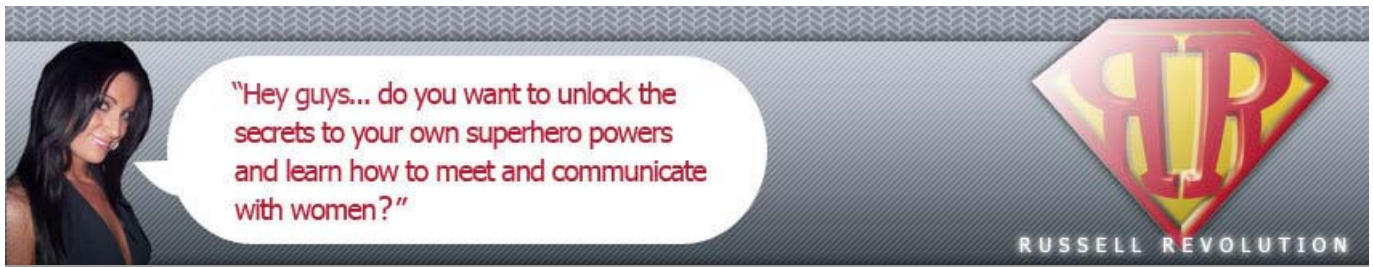 “Hey guys... do you want to unlock the
secrets to your own superhero powers
and learn how to meet and communicate
with women?”
RR
RUSSELL REVOLUTION